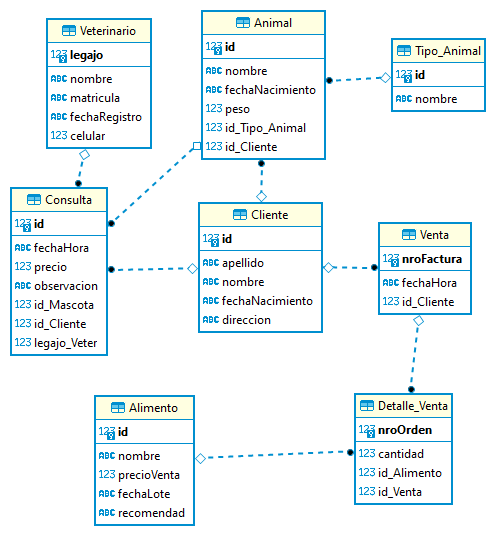 Veterinario
123 legajo
ABC nombre
ABC matricula
ABC fechaRegistro
123 celular
Animal
123 id
ABC nombre
ABC fechaNacimiento
123 peso
123 id_Tipo_Animal
123 id_Cliente
Tipo_Animal
123 id
ABC nombre
Consulta
123 id
ABC fechaHora
123 precio
ABC observacion
123 id_Mascota
123 id_Cliente
123 legajo_Veter
Cliente
123 id
ABC apellido
ABC nombre
ABC fechaNacimiento
ABC direccion
Venta
123 nroFactura
ABC fechaHora
123 id_Cliente
Alimento
123 id
ABC nombre
123 precioVenta
ABC fechaLote
ABC recomendad
Detalle_Venta
123 nroOrden
123 cantidad
123 id_Alimento
123 id_Venta